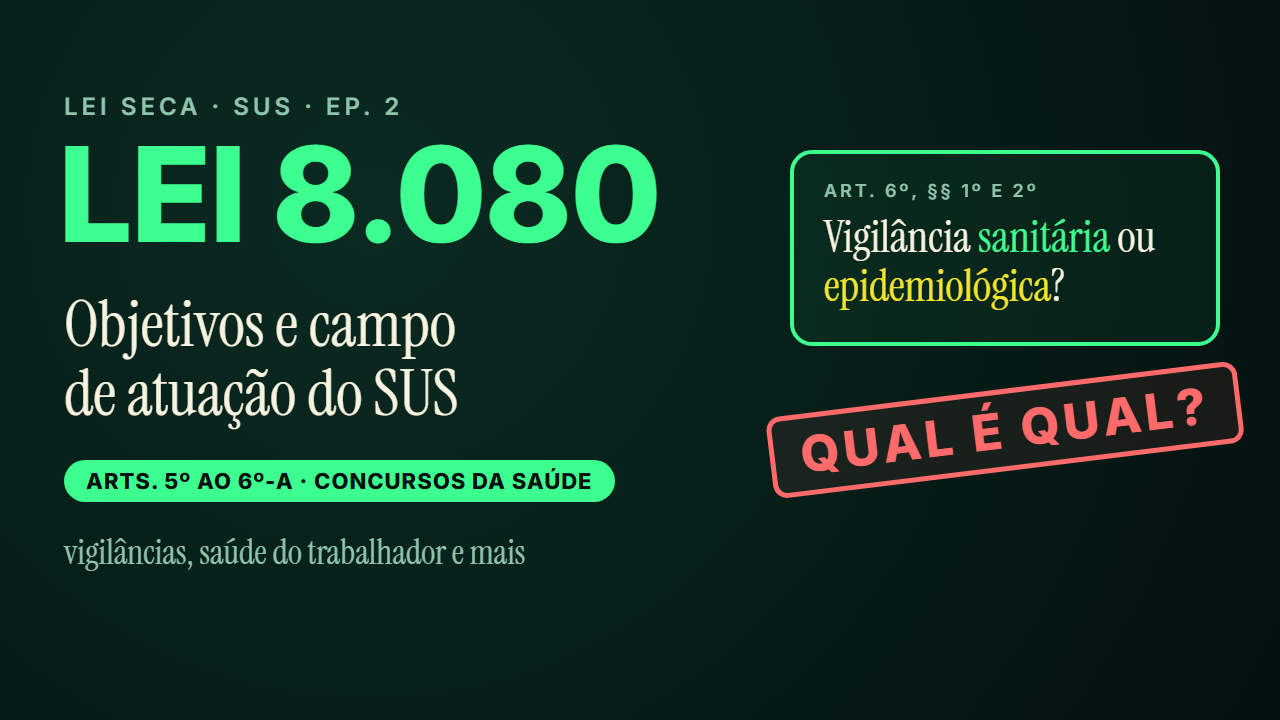 LEI SECA · SUS · EP. 2
LEI 8.080
Objetivos e campo
de atuação do SUS
ARTS. 5º AO 6º-A · CONCURSOS DA SAÚDE
vigilâncias, saúde do trabalhador e mais
ART. 6º, §§ 1º E 2º
Vigilância sanitária ou
epidemiológica?
QUAL É QUAL?